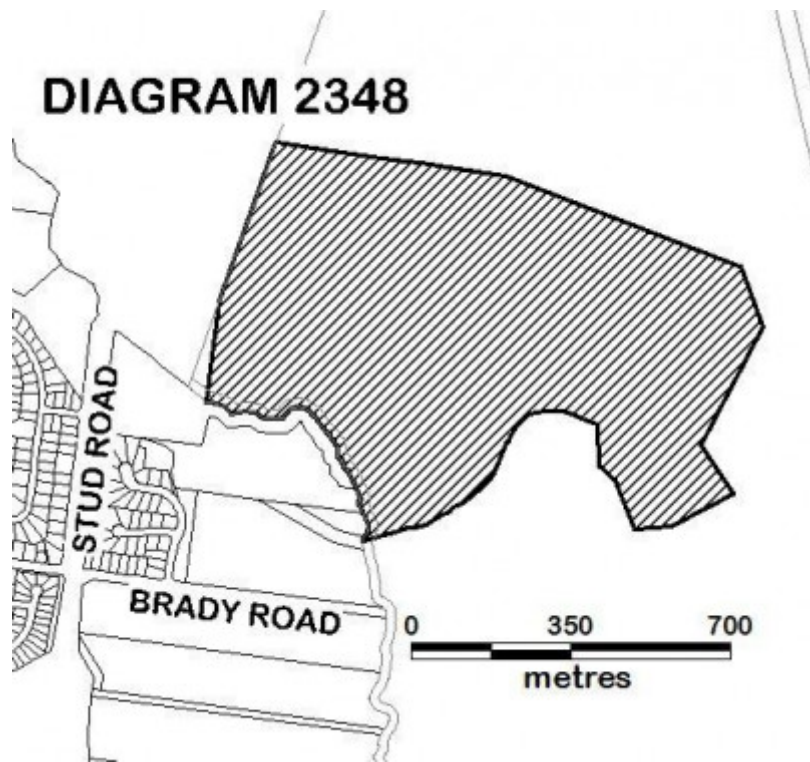 DIAGRAM 2348
STUD ROAD
BRADY ROAD
0 350 700
metres